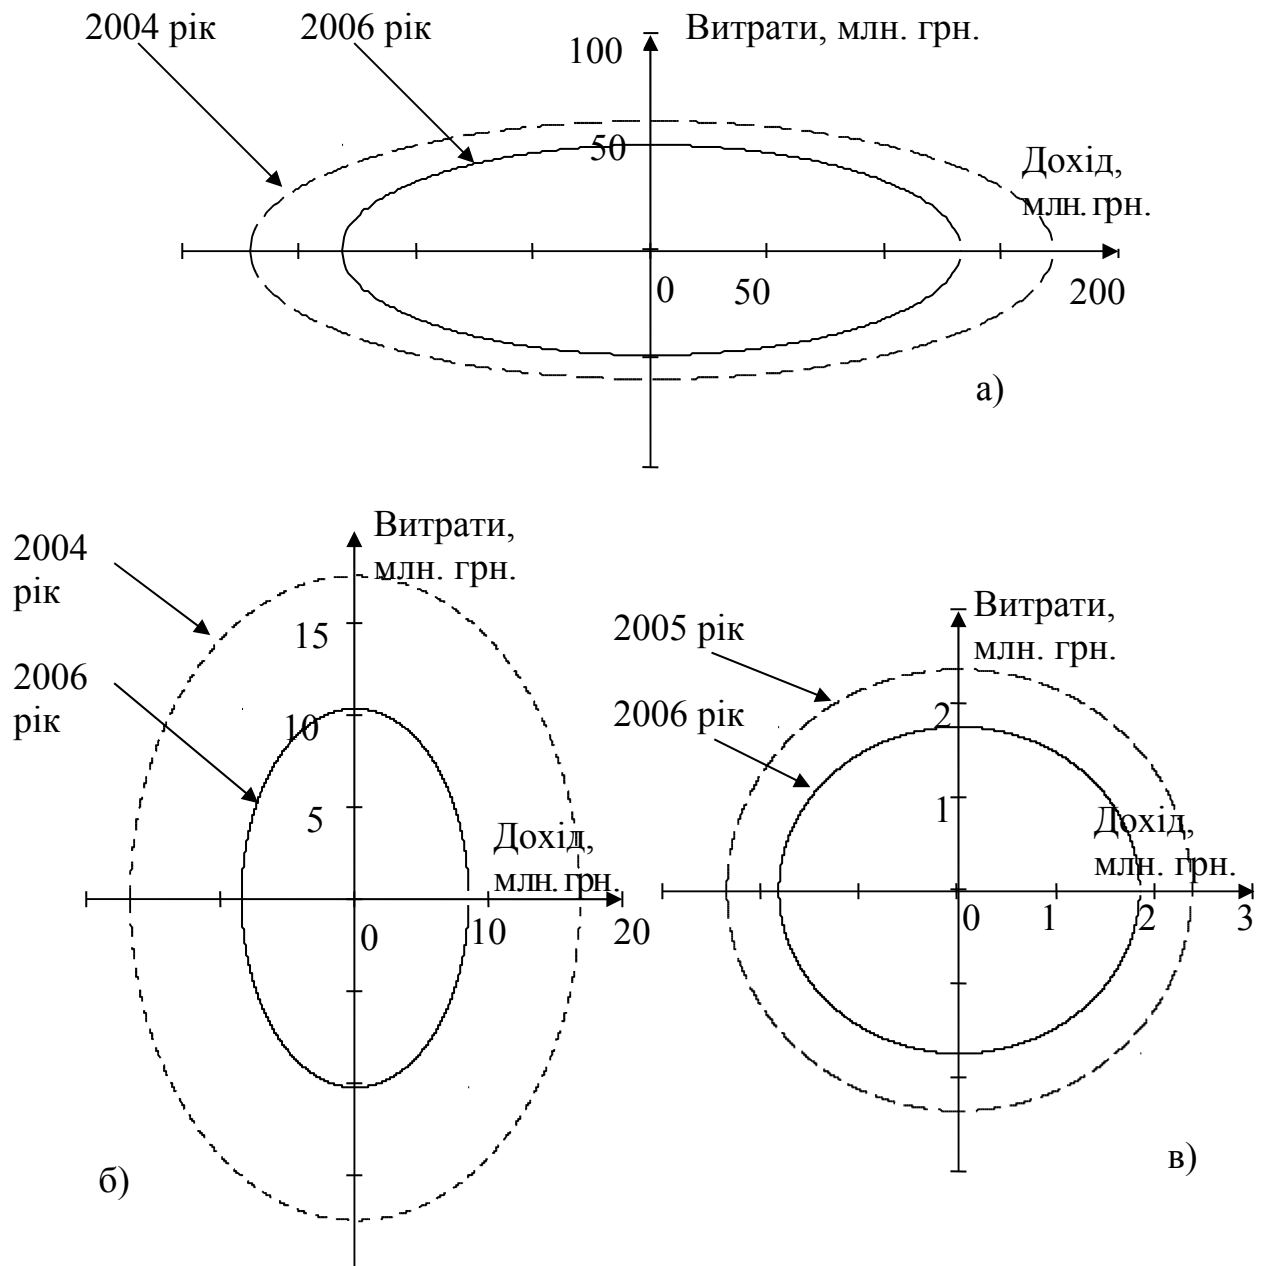 2004 рік
2006 рік
Витрати, млн. грн.
100
50
Дохід,
млн. грн.
0
50
200
а)
2004
рік
2006
рік
Витрати,
млн. грн.
15
10
5
Дохід,
млн. грн.
0
10
20
б)
2005 рік
2006 рік
Витрати,
млн. грн.
2
1
Дохід,
млн. грн.
0
1
2
3
в)